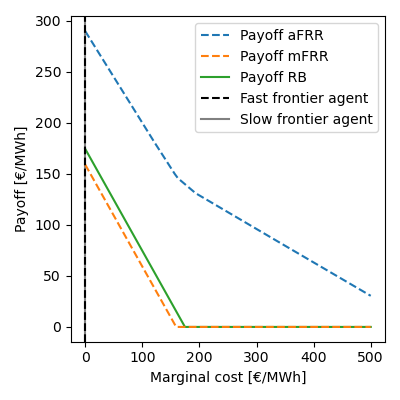 300
250
200
150
100
50
0
Payoff [€/MWh]
Payoff aFRR
Payoff mFRR
Payoff RB
Fast frontier agent
Slow frontier agent
0 100 200 300 400 500
Marginal cost [€/MWh]